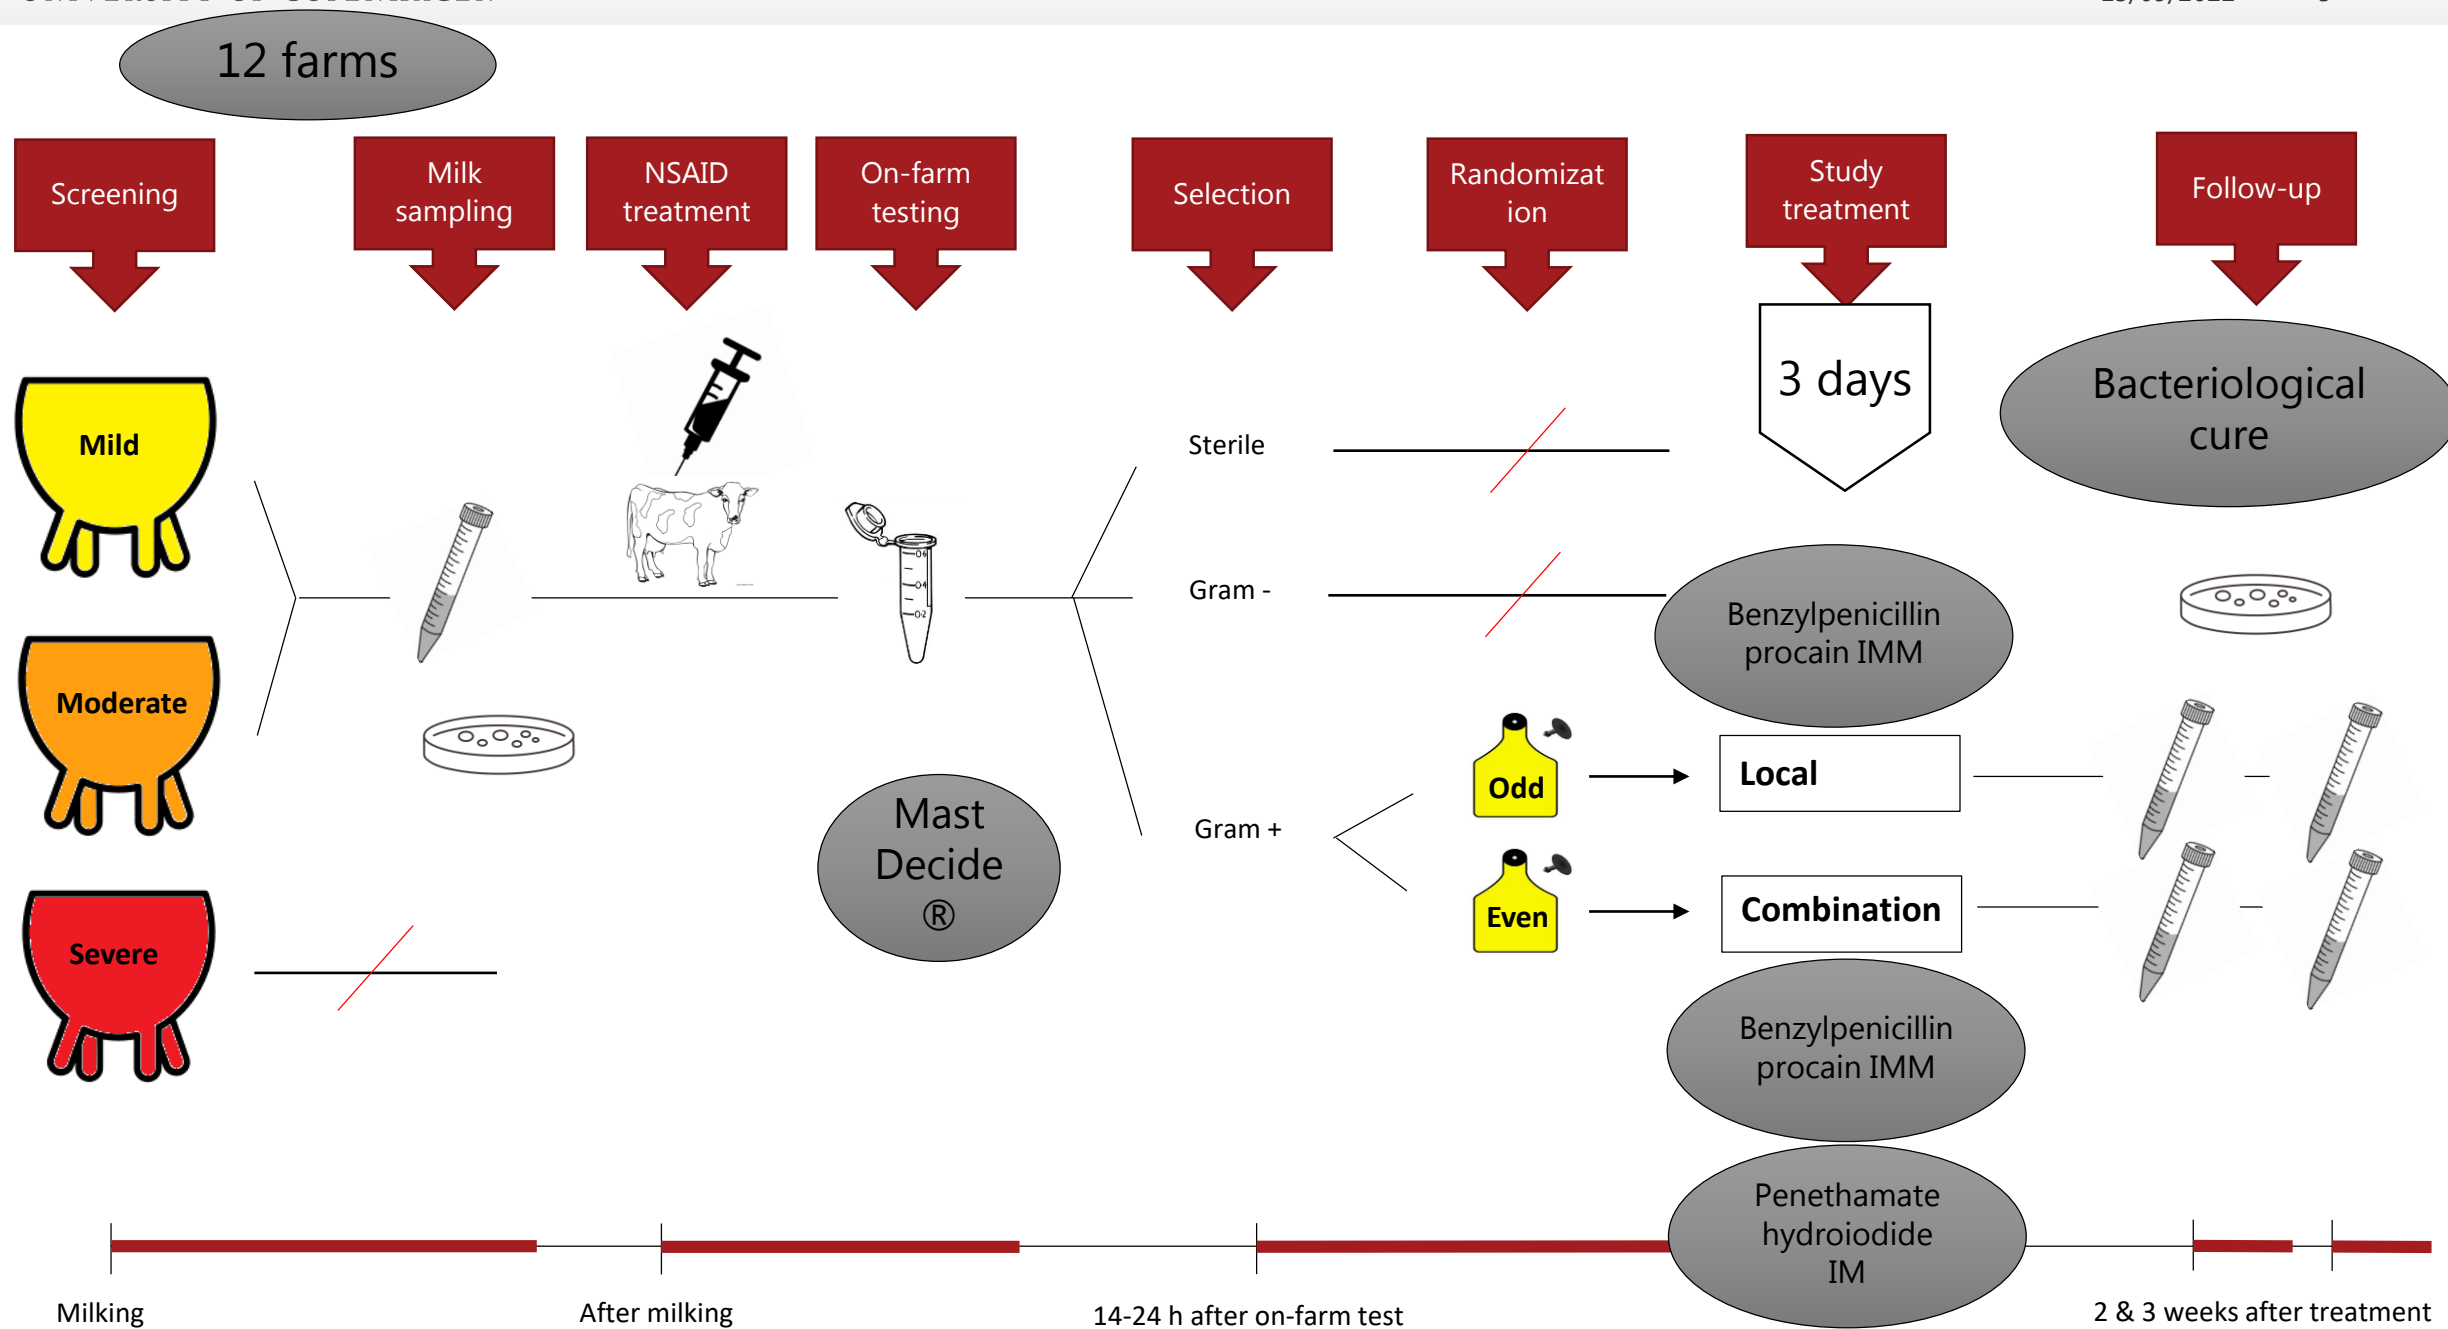 12 farms
Screening
Milk
sampling
NSAID
treatment
On-farm
testing
Selection
Randomizat
ion
Study
treatment
Follow-up
Mild
Moderate
Severe
Mast
Decide
®
Sterile
Gram -
Gram +
Odd
Even
3 days
Benzylpenicillin
procain IMM
Local
Combination
Benzylpenicillin
procain IMM
Penethamate
hydroiodide
IM
Bacteriological
cure
Milking
After milking
14-24 h after on-farm test
2 & 3 weeks after treatment